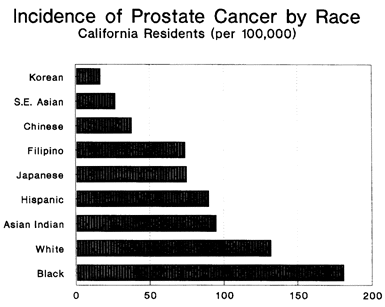 Incidence of Prostate Cancer by Race
California Residents (per 100,000)
Korean
S.E. Asian
Chinese
Filipino
Japanese
Hispanic
Asian Indian
White
Black
0 50 100 150 200